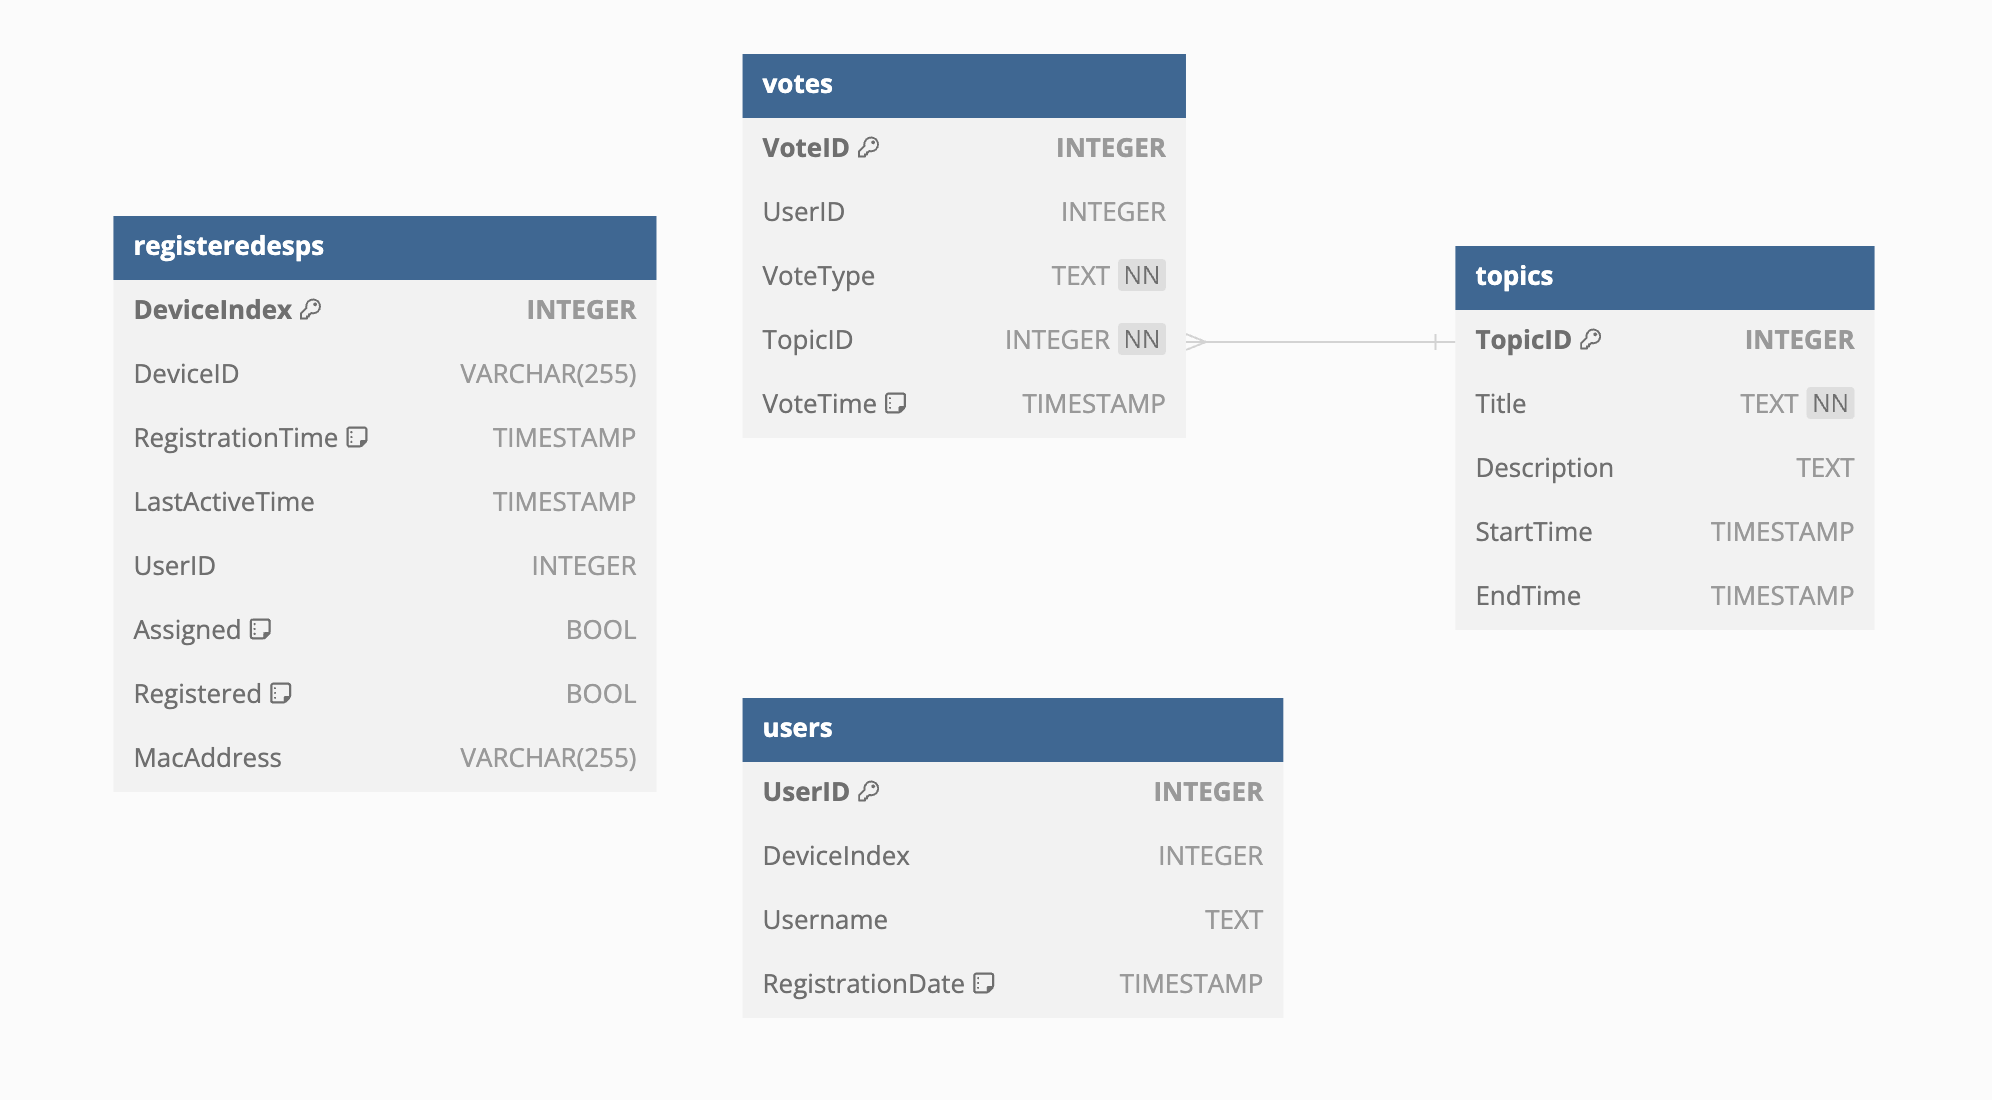 registeredesps
DeviceIndex INTEGER
DeviceID VARCHAR(255)
RegistrationTime TIMESTAMP
LastActiveTime TIMESTAMP
UserID INTEGER
Assigned BOOL
Registered BOOL
MacAddress VARCHAR(255)
votes
VoteID INTEGER
UserID INTEGER
VoteType TEXT NN
TopicID INTEGER NN
VoteTime TIMESTAMP
topics
TopicID INTEGER
Title TEXT NN
Description TEXT
StartTime TIMESTAMP
EndTime TIMESTAMP
users
UserID INTEGER
DeviceIndex INTEGER
Username TEXT
RegistrationDate TIMESTAMP